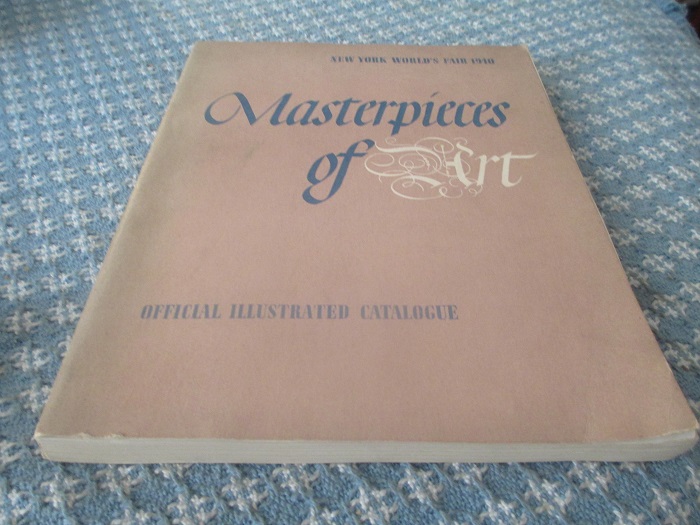 NEW YORK WORLD'S FAIR 1940
Masterpieces
of Art
OFFICIAL ILLUSTRATED CATALOGUE